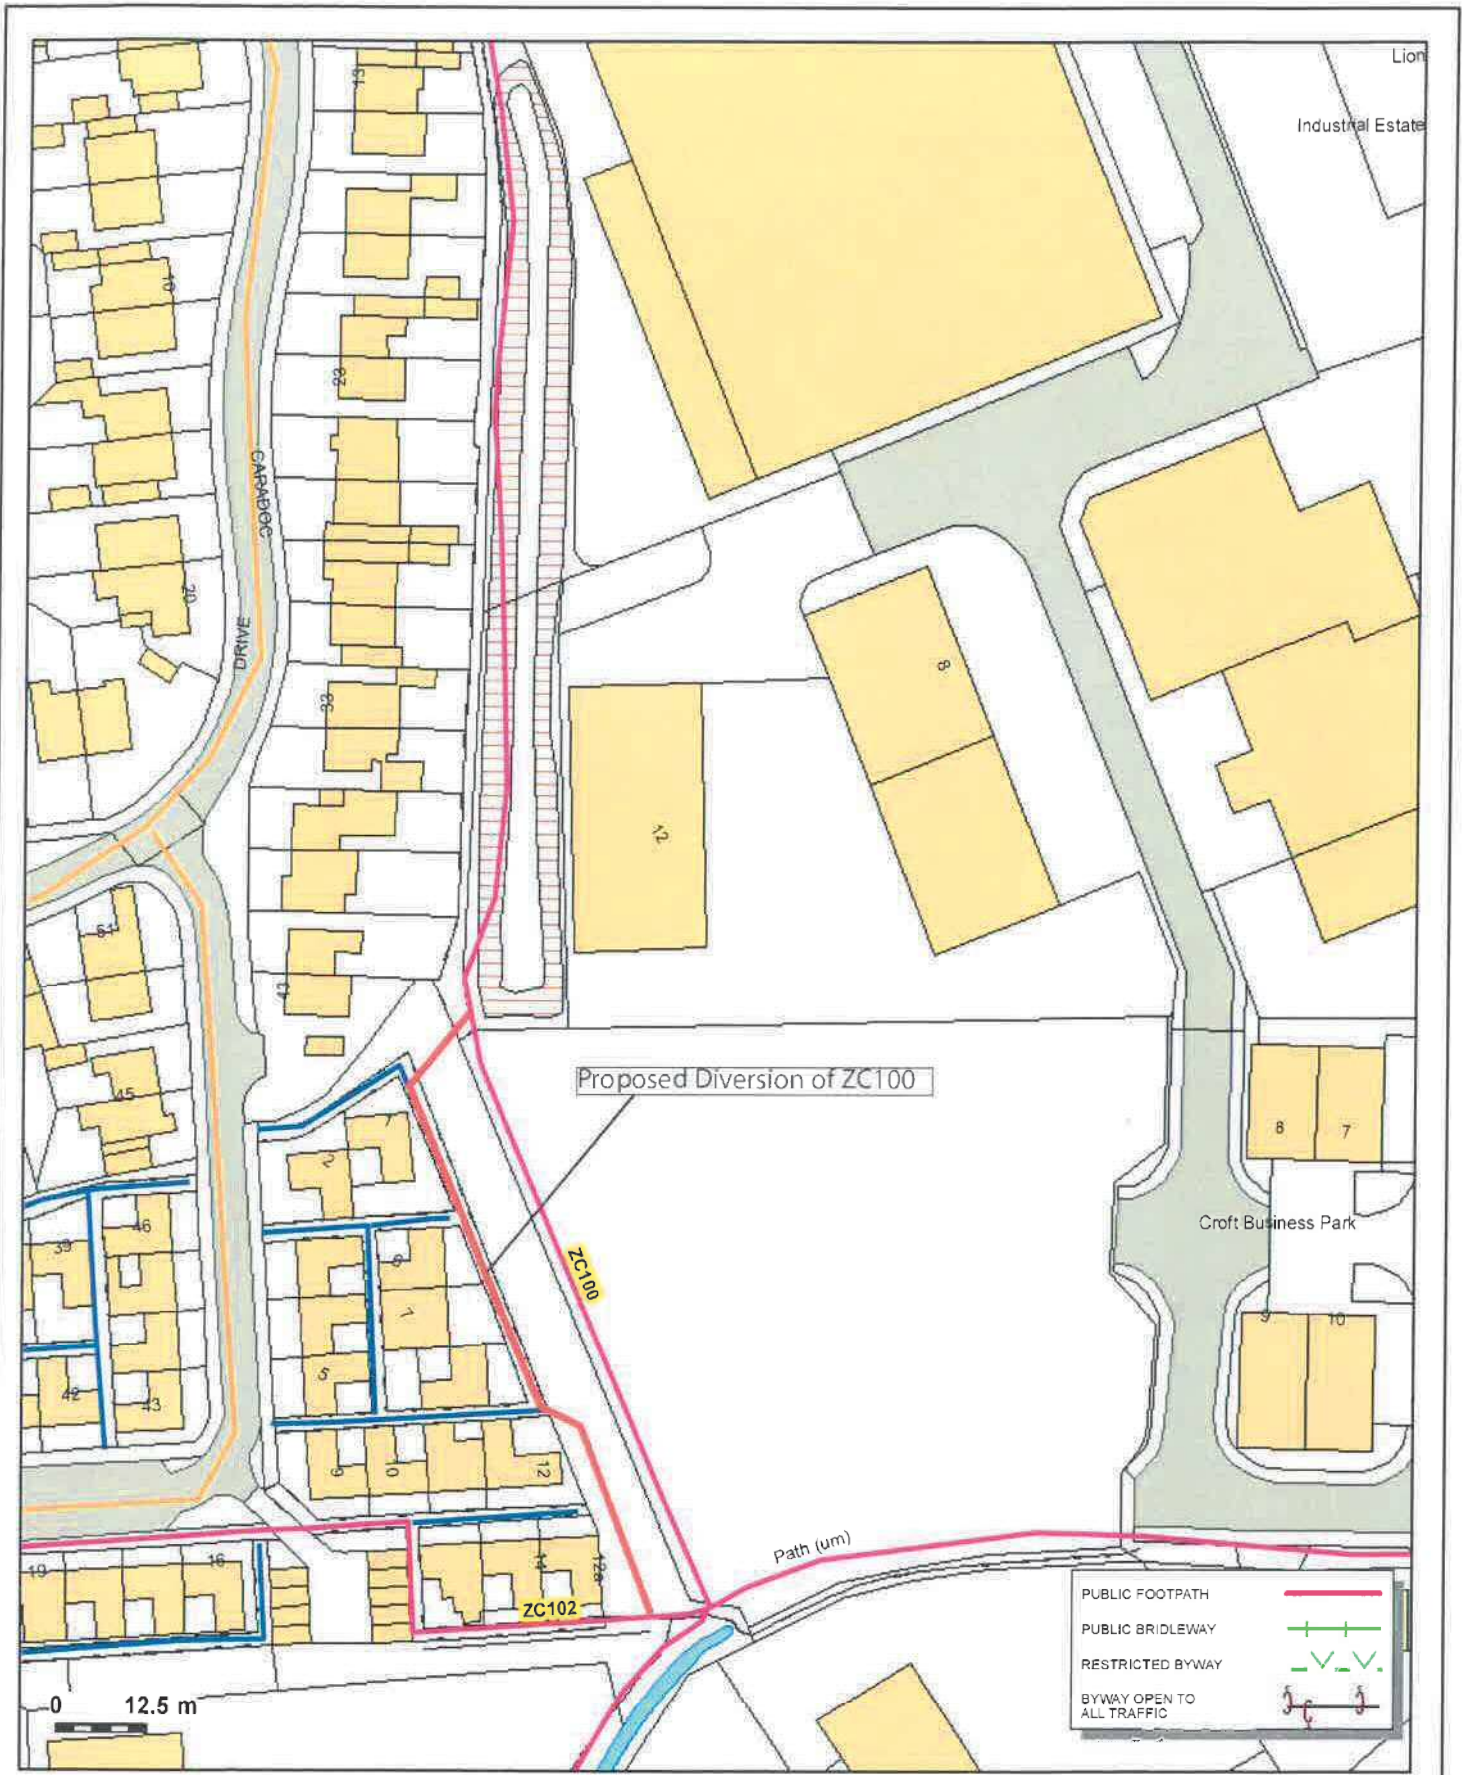 Lion
Industrial Estate
13
10
23
CARADOC
DRIVE
20
33
8
12
51
43
45
Proposed Diversion of ZC100
1
2
8
7
46
39
Croft Business Park
6
7
ZC100
5
9
10
42
43
9
10
12
Path (um)
19
16
14
12a
ZC102
PUBLIC FOOTPATH
PUBLIC BRIDLEWAY
RESTRICTED BYWAY
BYWAY OPEN TO
ALL TRAFFIC
0 12.5 m